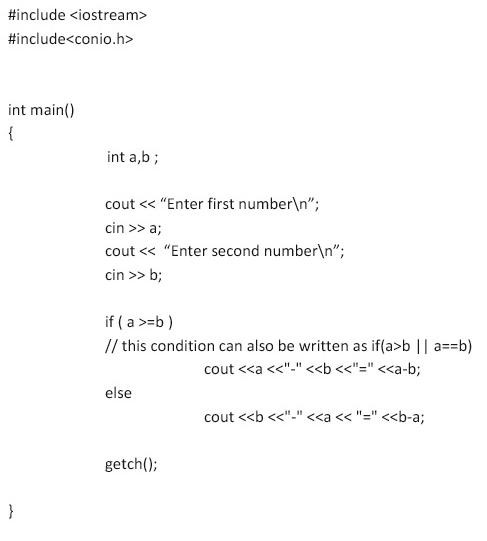 #include <iostream>
#include<conio.h>
int main()
{
int a,b ;
cout << “Enter first number\n”;
cin >> a;
cout <<  “Enter second number\n”;
cin >> b;
if ( a >=b )
// this condition can also be written as if(a>b || a==b)
cout <<a <<"-" <<b <<"=" <<a-b;
else
cout <<b <<"-" <<a << "=" <<b-a;
getch();
}